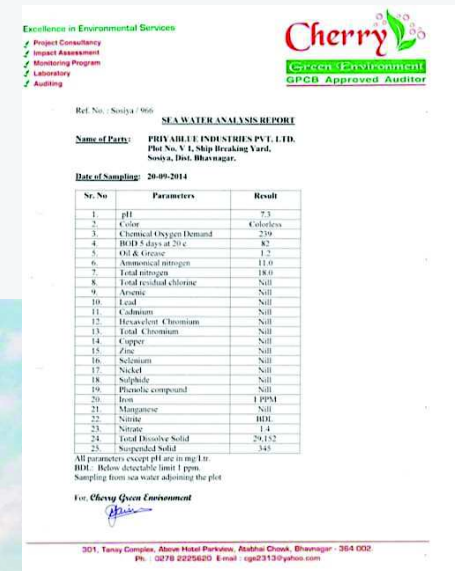 Excellence in Environmental Services
Project Consultancy
Impact Assessment
Monitoring Program
Laboratory
Auditing
Cherry
Green Environment
GPCB Approved Auditor
Ref. No. : Sosiya / 966
SEA WATER ANALYSIS REPORT
Name of Party: PRIYABLUE INDUSTRIES PVT. LTD.
Plot No. V 1, Ship Breaking Yard,
Sosiya, Dist. Bhavnagar.
Date of Sampling: 20-09-2014
Sr. No Parameters Result
1. pH 7.3
2. Color Colorless
3. Chemical Oxygen Demand 239
4. BOD 5 days at 20 c 82
5. Oil & Grease 1.2
6. Ammonical nitrogen 11.0
7. Total nitrogen 18.0
8. Total residual chlorine Nill
9. Arsenic Nill
10. Lead Nill
11. Cadmium Nill
12. Hexavelent Chromium Nill
13. Total Chromium Nill
14. Cupper Nill
15. Zinc Nill
16. Selenium Nill
17. Nickel Nill
18. Sulphide Nill
19. Phenolic compound Nill
20. Iron 1 PPM
21. Manganese Nill
22. Nitrite BDL
23. Nitrate 1.4
24. Total Dissolve Solid 29,152
25. Suspended Solid 345
All parameters except pH are in mg/Ltr.
BDL: Below detectable limit 1 ppm.
Sampling from sea water adjoining the plot
For, Cherry Green Environment
301, Tanay Complex, Above Hotel Parkview, Atabhai Chowk, Bhavnagar - 364 002.
Ph. : 0278 2225620 E-mail : cge2313@yahoo.com